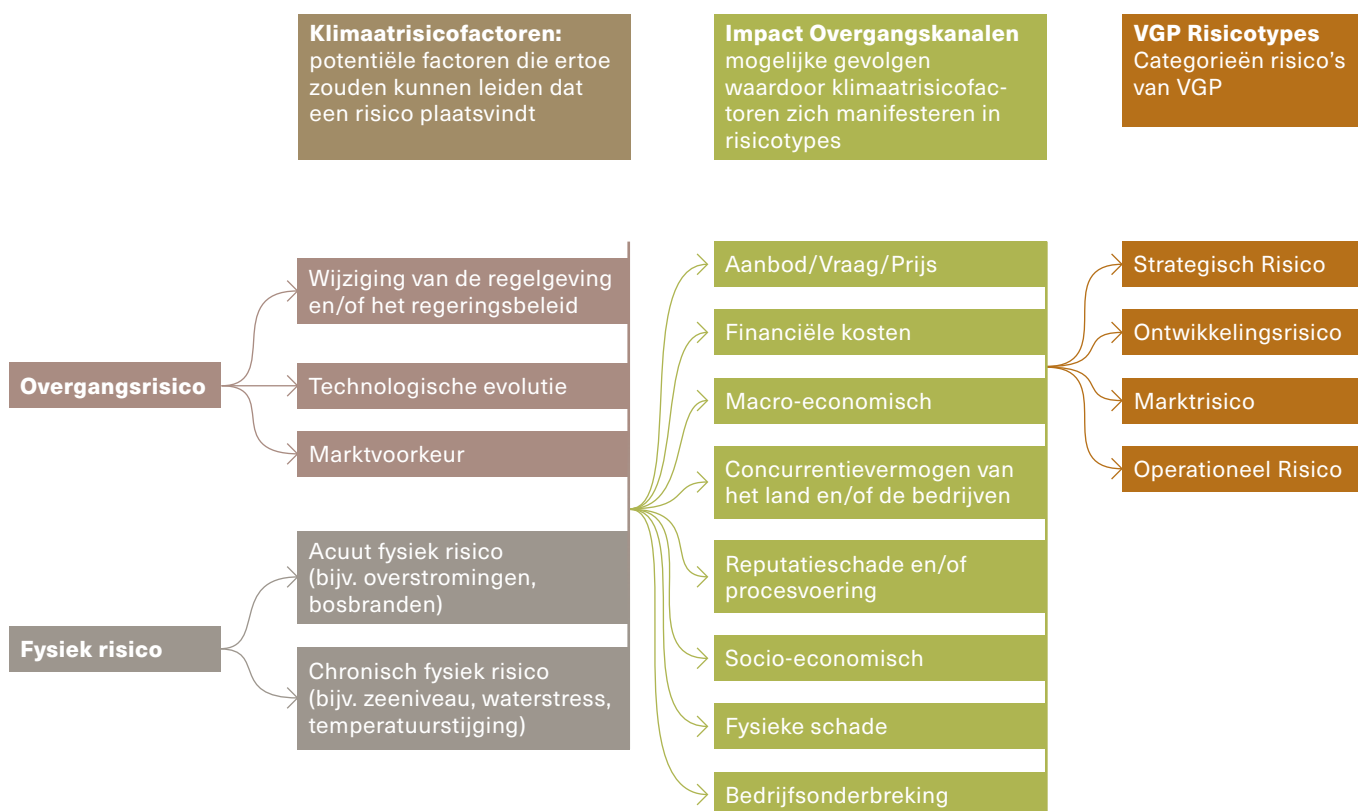 Klimaatrisicofactoren:
potentiële factoren die ertoe
zouden kunnen leiden dat
een risico plaatsvindt
Impact Overgangskanalen
mogelijke gevolgen
waardoor klimaatrisicofac-
toren zich manifesteren in
risicotypes
VGP Risicotypes
Categorieën risico's
van VGP
Overgangsrisico
Wijziging van de regelgeving
en/of het regeringsbeleid
Technologische evolutie
Marktvoorkeur
Fysiek risico
Acuut fysiek risico
(bijv. overstromingen,
bosbranden)
Chronisch fysiek risico
(bijv. zeeniveau, waterstress,
temperatuurstijging)
Aanbod/Vraag/Prijs
Financiële kosten
Macro-economisch
Concurrentievermogen van
het land en/of de bedrijven
Reputatieschade en/of
procesvoering
Socio-economisch
Fysieke schade
Bedrijfsonderbreking
Strategisch Risico
Ontwikkelingsrisico
Marktrisico
Operationeel Risico